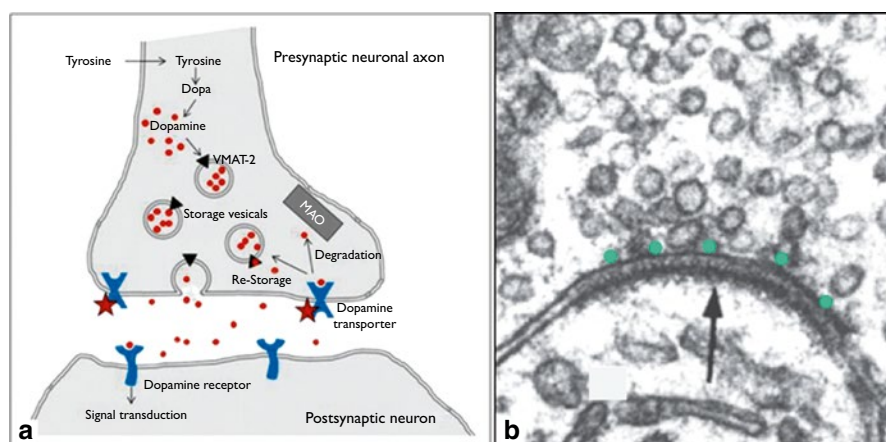 Tyrosine
Tyrosine
Presynaptic neuronal axon
Dopa
Dopamine
VMAT-2
Storage vesicals
MAO
Degradation
Re-Storage
Dopamine
transporter
Dopamine receptor
Signal transduction
Postsynaptic neuron
a
b